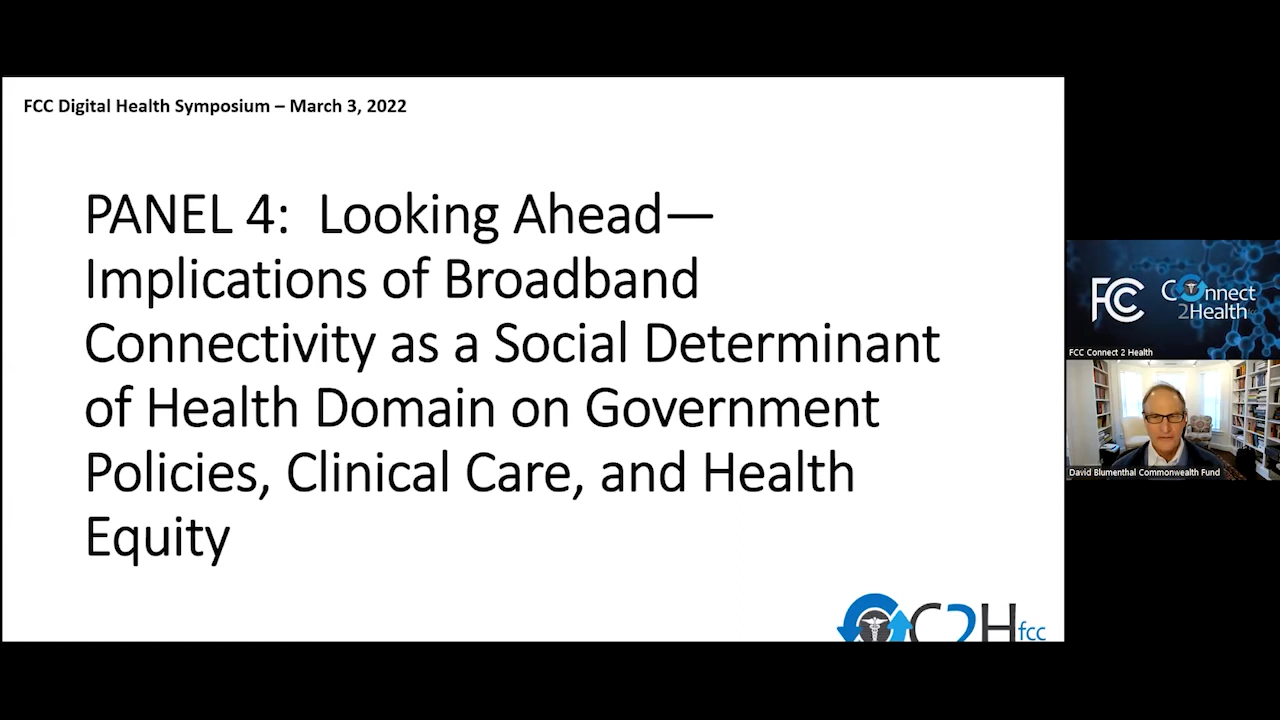 FCC Digital Health Symposium – March 3, 2022
PANEL 4: Looking Ahead—
Implications of Broadband
Connectivity as a Social Determinant
of Health Domain on Government
Policies, Clinical Care, and Health
Equity
C2Hfcc
FCC Connect
2Health
FCC Connect 2 Health
David Blumenthal Commonwealth Fund